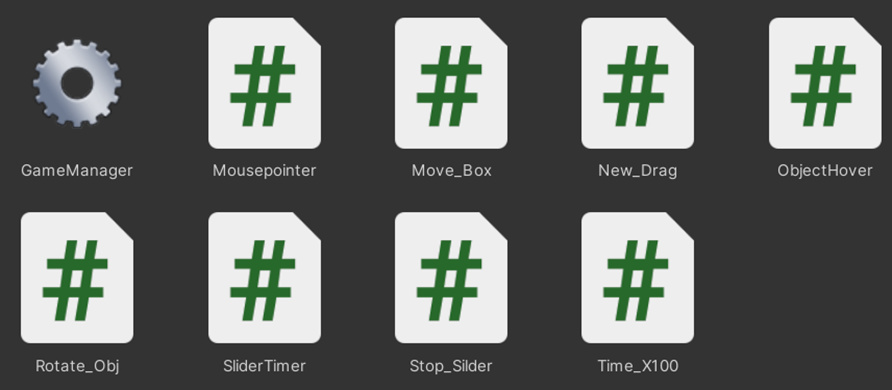 GameManager
Mousepointer
Move_Box
New_Drag
ObjectHover
Rotate_Obj
SliderTimer
Stop_Silder
Time_X100